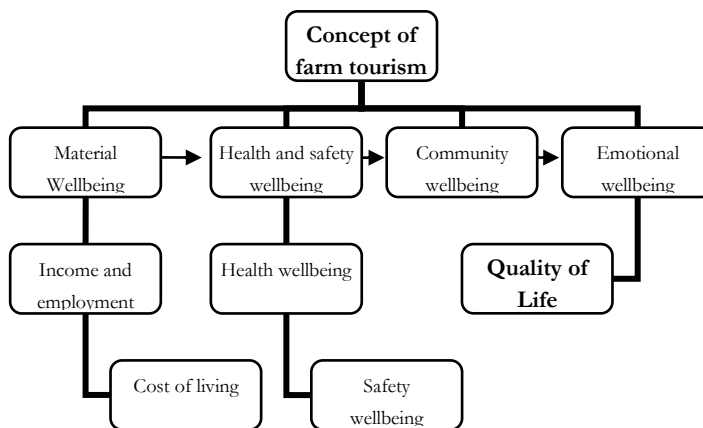 Concept of
farm tourism
Material
Wellbeing
Health and safety
wellbeing
Community
wellbeing
Emotional
wellbeing
Income and
employment
Health wellbeing
Quality of
Life
Cost of living
Safety
wellbeing